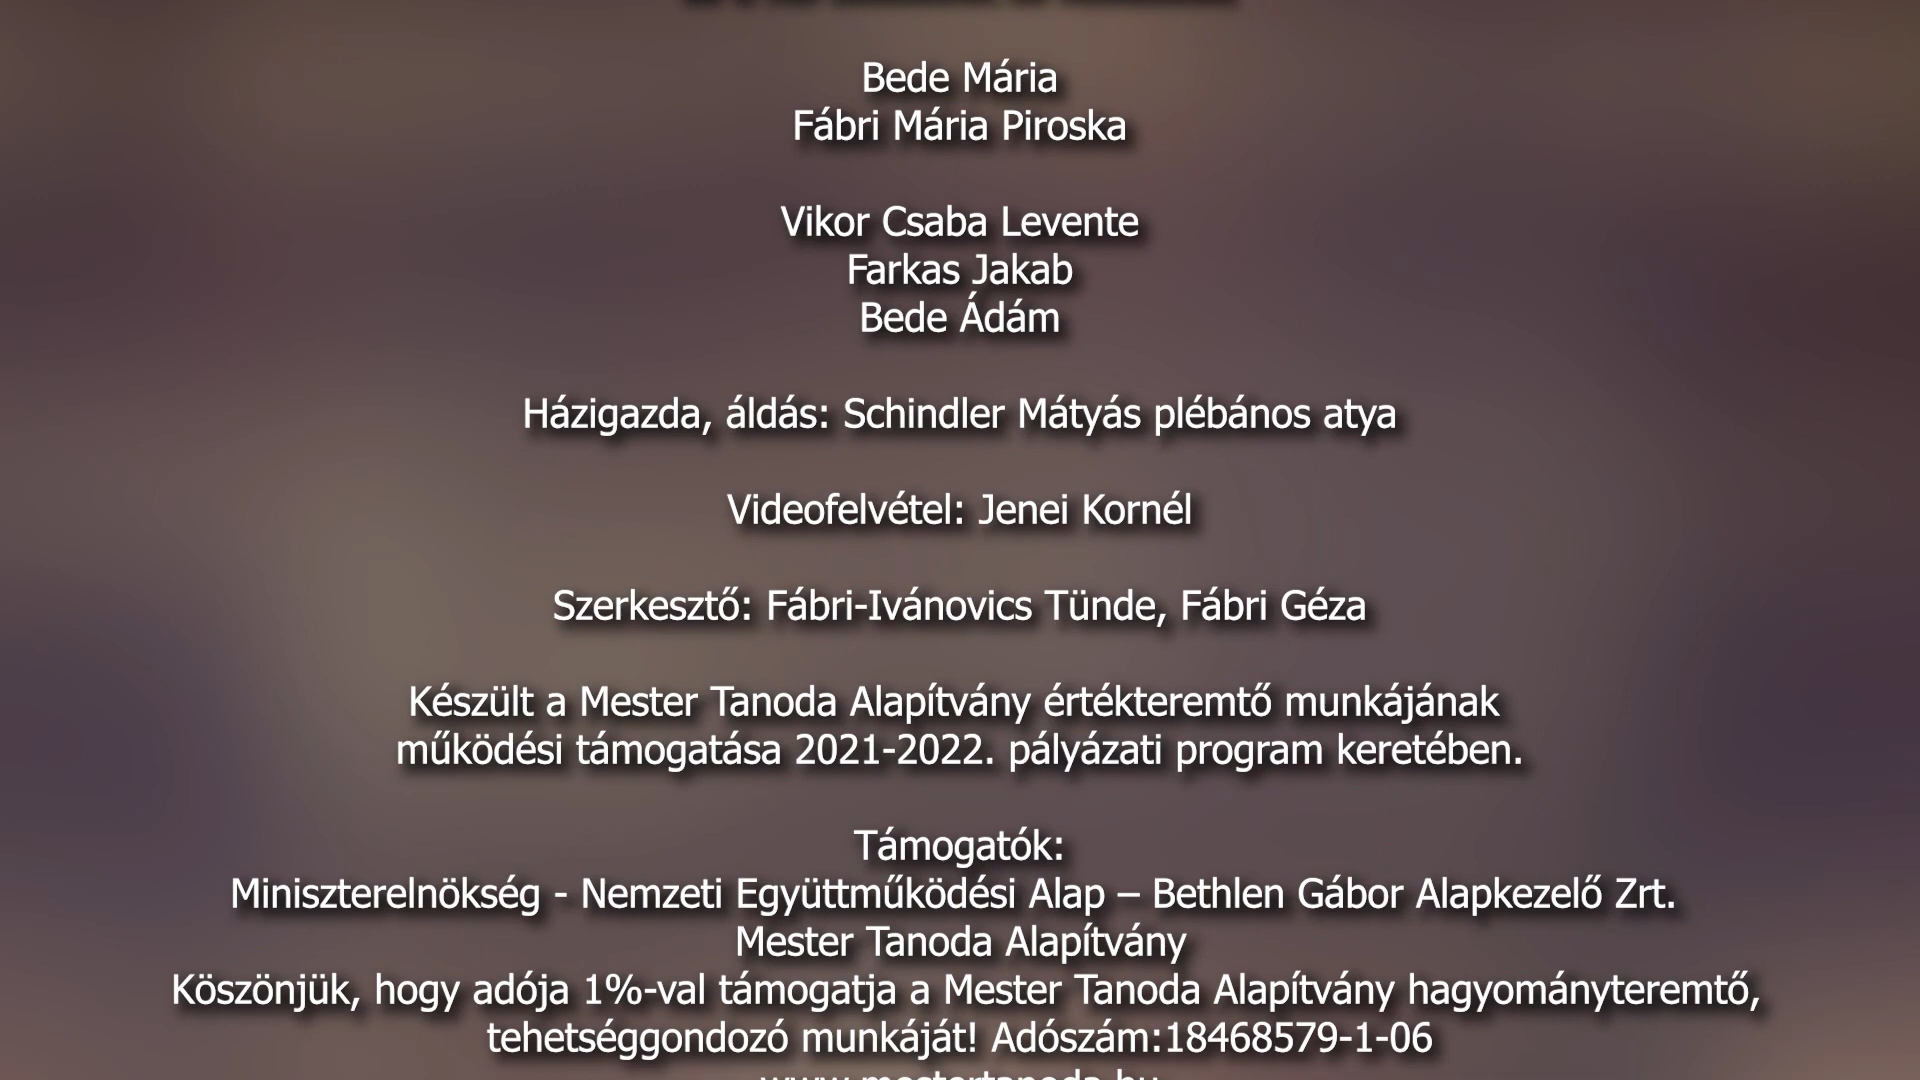 Bede Mária
Fábri Mária Piroska
Vikor Csaba Levente
Farkas Jakab
Bede Ádám
Házigazda, áldás: Schindler Mátyás plébános atya
Videofelvétel: Jenei Kornél
Szerkesztő: Fábri-Ivánovics Tünde, Fábri Géza
Készült a Mester Tanoda Alapítvány értékteremtő munkájának
működési támogatása 2021-2022. pályázati program keretében.
Támogatók:
Miniszterelnökség - Nemzeti Együttműködési Alap – Bethlen Gábor Alapkezelő Zrt.
Mester Tanoda Alapítvány
Köszönjük, hogy adója 1%-val támogatja a Mester Tanoda Alapítvány hagyományteremtő,
tehetséggondozó munkáját! Adószám:18468579-1-06
www.mestertanoda.hu